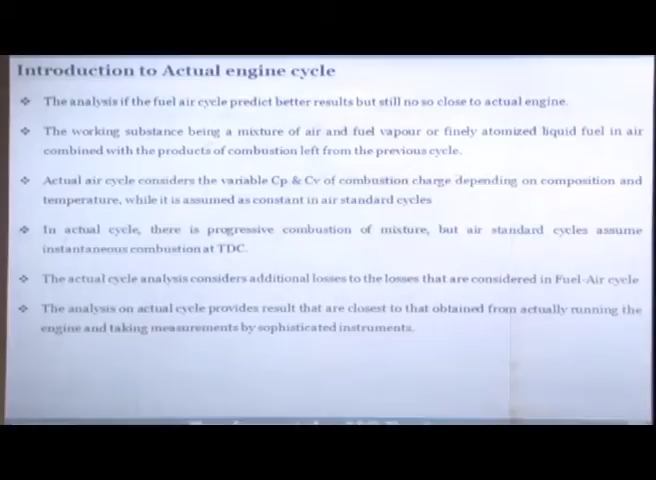 Introduction to Actual engine cycle
❖ The analysis if the fuel air cycle predict better results but still no so close to actual engine.
❖ The working substance being a mixture of air and fuel vapour or finely atomized liquid fuel in air
combined with the products of combustion left from the previous cycle.
❖ Actual air cycle considers the variable Cp & Cv of combustion charge depending on composition and
temperature, while it is assumed as constant in air standard cycles
❖ In actual cycle, there is progressive combustion of mixture, but air standard cycles assume
instantaneous combustion at TDC.
❖ The actual cycle analysis considers additional losses to the losses that are considered in Fuel-Air cycle
❖ The analysis on actual cycle provides result that are closest to that obtained from actually running the
engine and taking measurements by sophisticated instruments.